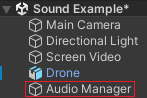 Sound Example*
Main Camera
Directional Light
Screen Video
Drone
Audio Manager